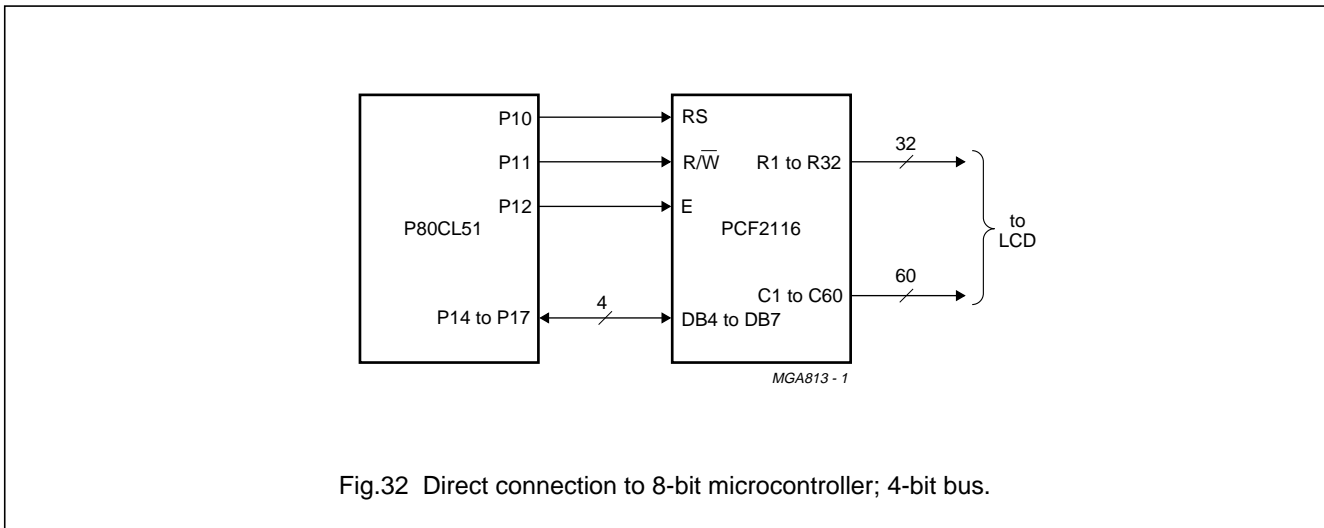 P10
RS
32
P11
R/W̅
R1 to R32
P12
E
P80CL51
PCF2116
to
LCD
60
C1 to C60
4
P14 to P17
DB4 to DB7
MGA813 - 1
Fig.32 Direct connection to 8-bit microcontroller; 4-bit bus.